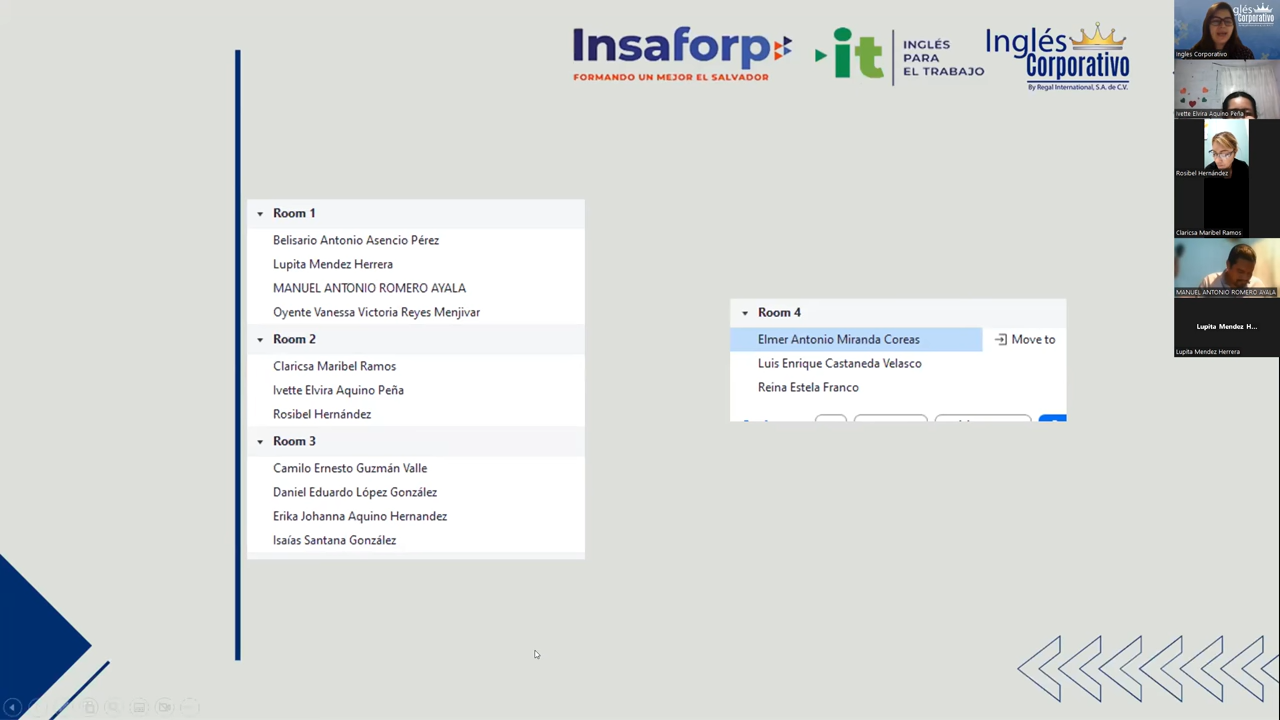 Insaforp
FORMANDO UN MEJOR EL SALVADOR
it
INGLÉS
PARA
EL TRABAJO
Inglés
Corporativo
By Regal International, S.A. de C.V.
Room 1
Belisario Antonio Asencio Pérez
Lupita Mendez Herrera
MANUEL ANTONIO ROMERO AYALA
Oyente Vanessa Victoria Reyes Menjivar
Room 2
Claricsa Maribel Ramos
Ivette Elvira Aquino Peña
Rosibel Hernández
Room 3
Camilo Ernesto Guzmán Valle
Daniel Eduardo López González
Erika Johanna Aquino Hernandez
Isaías Santana González
Room 4
Elmer Antonio Miranda Coreas
Move to
Luis Enrique Castaneda Velasco
Reina Estela Franco
glés
Corporativo
Ingles Corporativo
Ivette Elvira Aquino Peña
Rosibel Hernández
Claricsa Maribel Ramos
MANUEL ANTONIO ROMERO AYALA
Lupita Mendez H...
Lupita Mendez Herrera